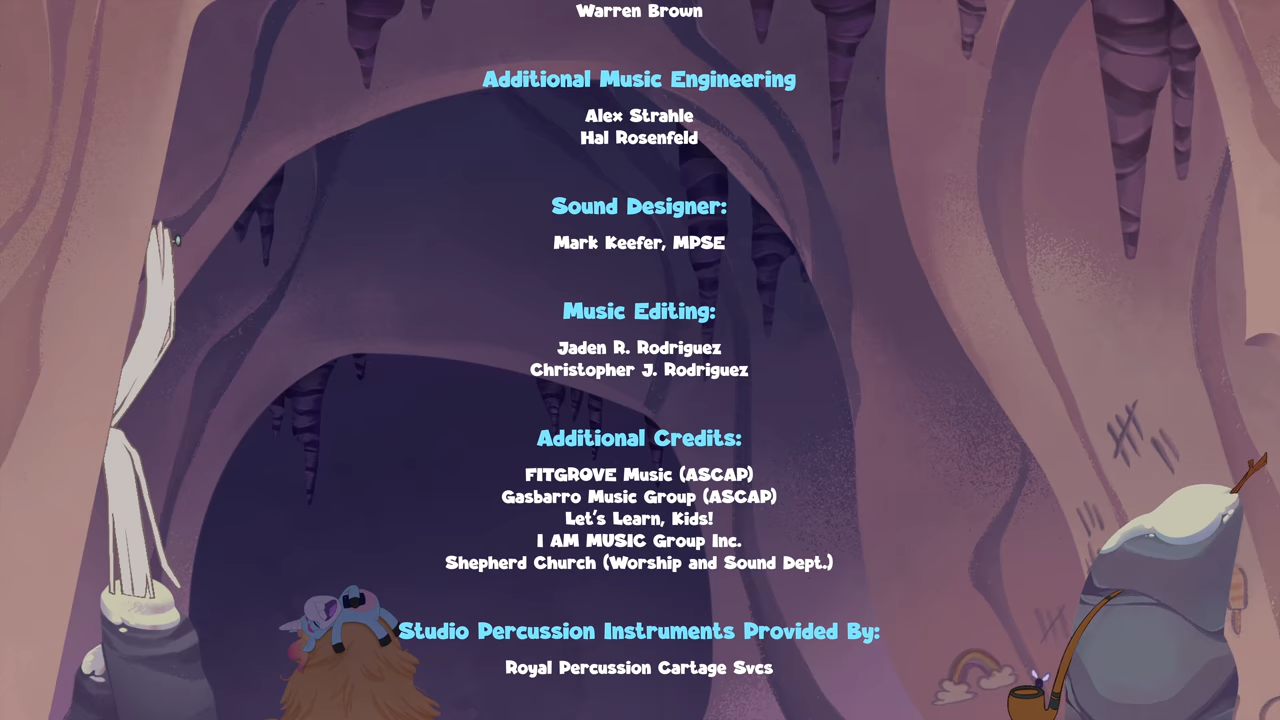 Warren Brown
Additional Music Engineering
Alex Strahle
Hal Rosenfeld
Sound Designer:
Mark Keefer, MPSE
Music Editing:
Jaden R. Rodriguez
Christopher J. Rodriguez
Additional Credits:
FITGROVE Music (ASCAP)
Gasbarro Music Group (ASCAP)
Let's Learn, Kids!
I AM MUSIC Group Inc.
Shepherd Church (Worship and Sound Dept.)
Studio Percussion Instruments Provided By:
Royal Percussion Cartage Svcs